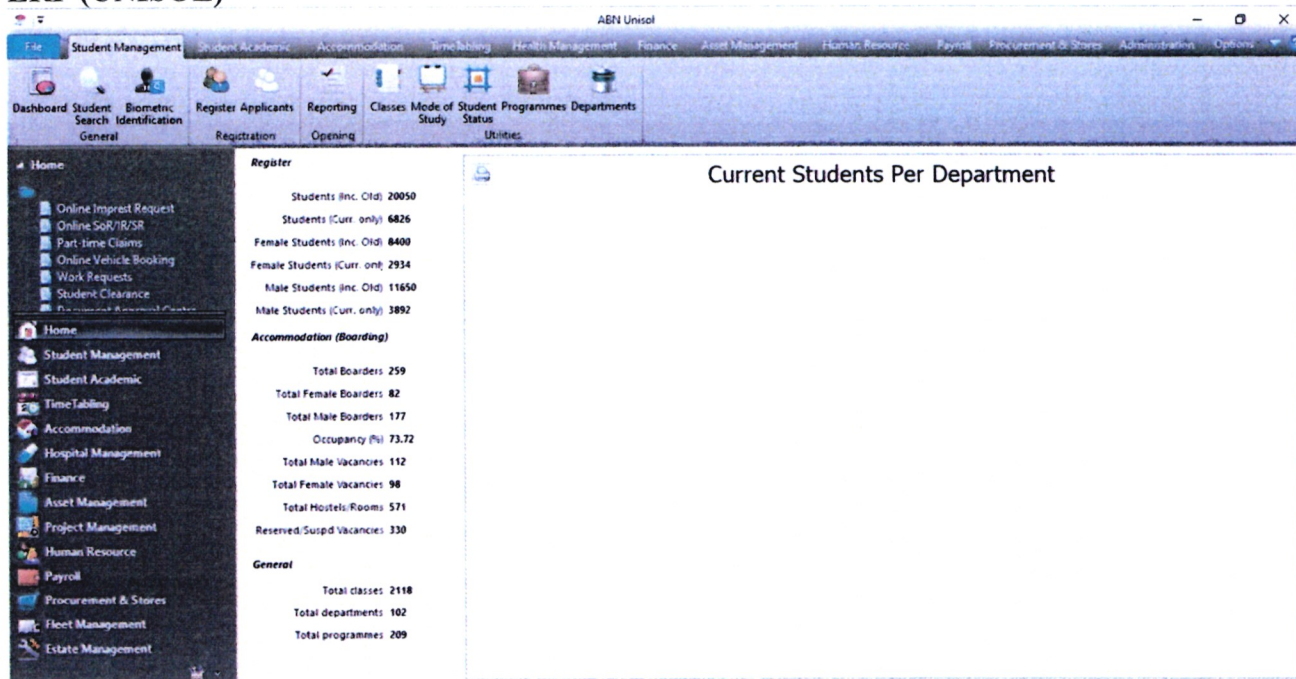 ERP (UNISOL)
ABN Unisol
File Student Management Student Academic Accommodation TimeTabling Health Management Finance Asset Management Human Resource Payroll Procurement & Stores Administration Options
Dashboard Student Search Biometric Identification
General
Register Applicants
Registration
Reporting
Opening
Classes Mode of Study Student Status Programmes Departments
Utilities
Home
Online Imprest Request
Online SoR/IR/SR
Part-time Claims
Online Vehicle Booking
Work Requests
Student Clearance
Document Approval Centre
Home
Student Management
Student Academic
TimeTabling
Accommodation
Hospital Management
Finance
Asset Management
Project Management
Human Resource
Payroll
Procurement & Stores
Fleet Management
Estate Management
Register
Students (Inc. Old) 20050
Students (Curr. only) 6826
Female Students (Inc. Old) 8400
Female Students (Curr. onl 2934
Male Students (Inc. Old) 11650
Male Students (Curr. only) 3892
Accommodation (Boarding)
Total Boarders 259
Total Female Boarders 82
Total Male Boarders 177
Occupancy (%) 73.72
Total Male Vacancies 112
Total Female Vacancies 98
Total Hostels/Rooms 571
Reserved/Suspd Vacancies 330
General
Total classes 2118
Total departments 102
Total programmes 209
Current Students Per Department